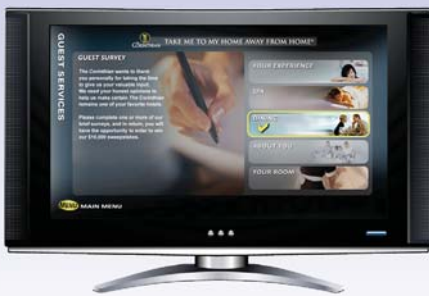 Corinthian
TAKE ME TO MY HOME AWAY FROM HOME
GUEST SERVICES
GUEST SURVEY
The Corinthian wants to thank
you personally for taking the time
to give us your valuable input.
We need your honest opinions to
help us make certain The Corinthian
remains one of your favorite hotels.
Please complete one or more of our
brief surveys, and in return, you will
have the opportunity to enter to win
our $10,000 sweepstakes.
YOUR EXPERIENCE
SPA
DINING
ABOUT YOU
YOUR ROOM
MENU MAIN MENU